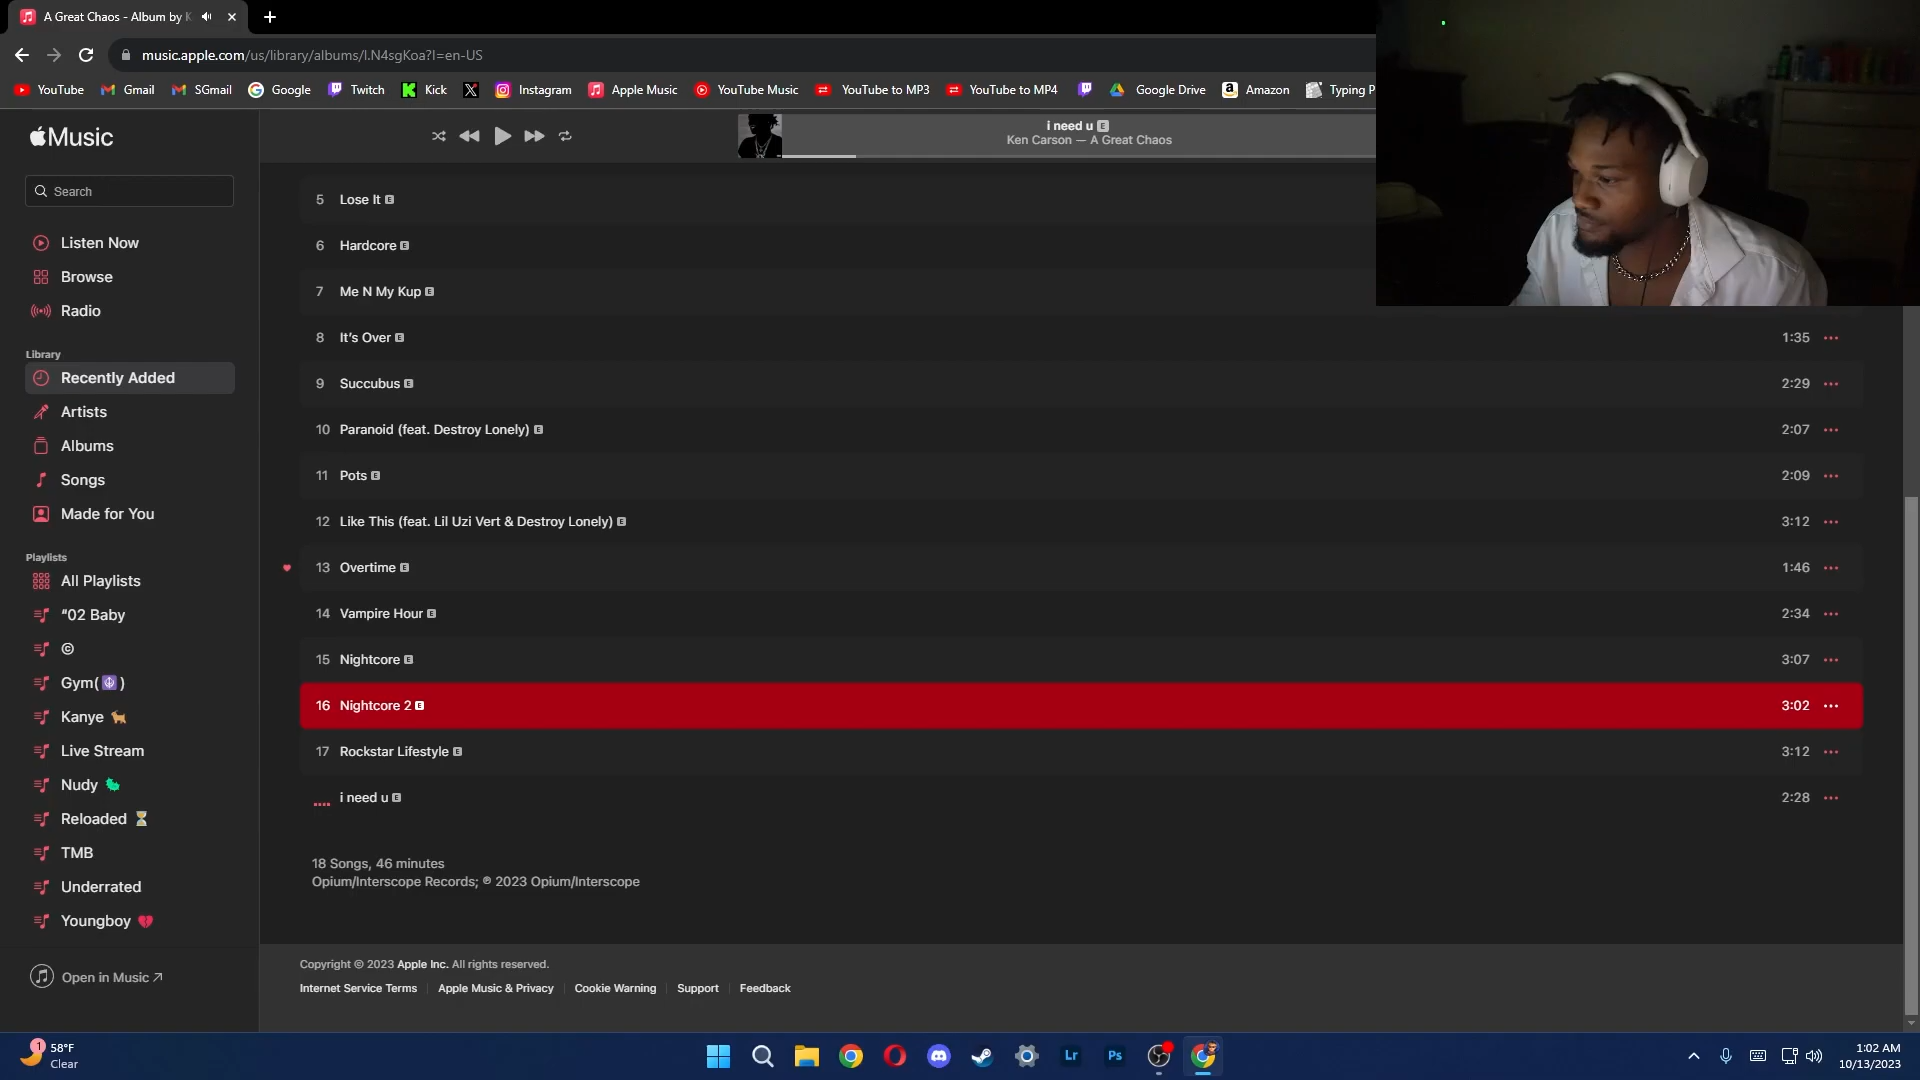 A Great Chaos - Album by K
music.apple.com/us/library/albums/l.N4sgKoa?l=en-US
YouTube Gmail SGmail Google Twitch Kick Instagram Apple Music YouTube Music YouTube to MP3 YouTube to MP4 Google Drive Amazon Typing P
Music
i need u E
Ken Carson — A Great Chaos
Search
Listen Now
Browse
Radio
Library
Recently Added
Artists
Albums
Songs
Made for You
Playlists
All Playlists
“02 Baby
©
Gym(☮️)
Kanye 🐐
Live Stream
Nudy
Reloaded ⏳
TMB
Underrated
Youngboy 💔
Open in Music ↗
5 Lose It E
6 Hardcore E
7 Me N My Kup E
8 It’s Over E 1:35
9 Succubus E 2:29
10 Paranoid (feat. Destroy Lonely) E 2:07
11 Pots E 2:09
12 Like This (feat. Lil Uzi Vert & Destroy Lonely) E 3:12
13 Overtime E 1:46
14 Vampire Hour E 2:34
15 Nightcore E 3:07
16 Nightcore 2 E 3:02
17 Rockstar Lifestyle E 3:12
i need u E 2:28
18 Songs, 46 minutes
Opium/Interscope Records; ℗ 2023 Opium/Interscope
Copyright © 2023 Apple Inc. All rights reserved.
Internet Service Terms Apple Music & Privacy Cookie Warning Support Feedback
1
58°F
Clear
Lr Ps
1:02 AM
10/13/2023